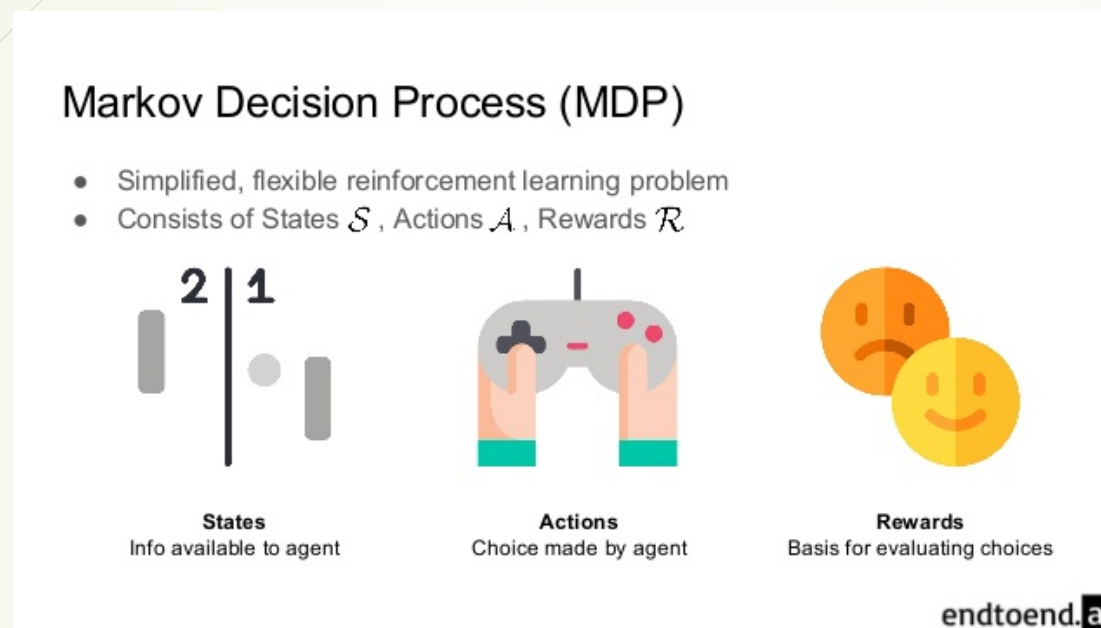 Markov Decision Process (MDP)
● Simplified, flexible reinforcement learning problem
● Consists of States 𝒮 , Actions 𝒜 , Rewards ℛ
2 1
States
Info available to agent
Actions
Choice made by agent
Rewards
Basis for evaluating choices
endtoend.a